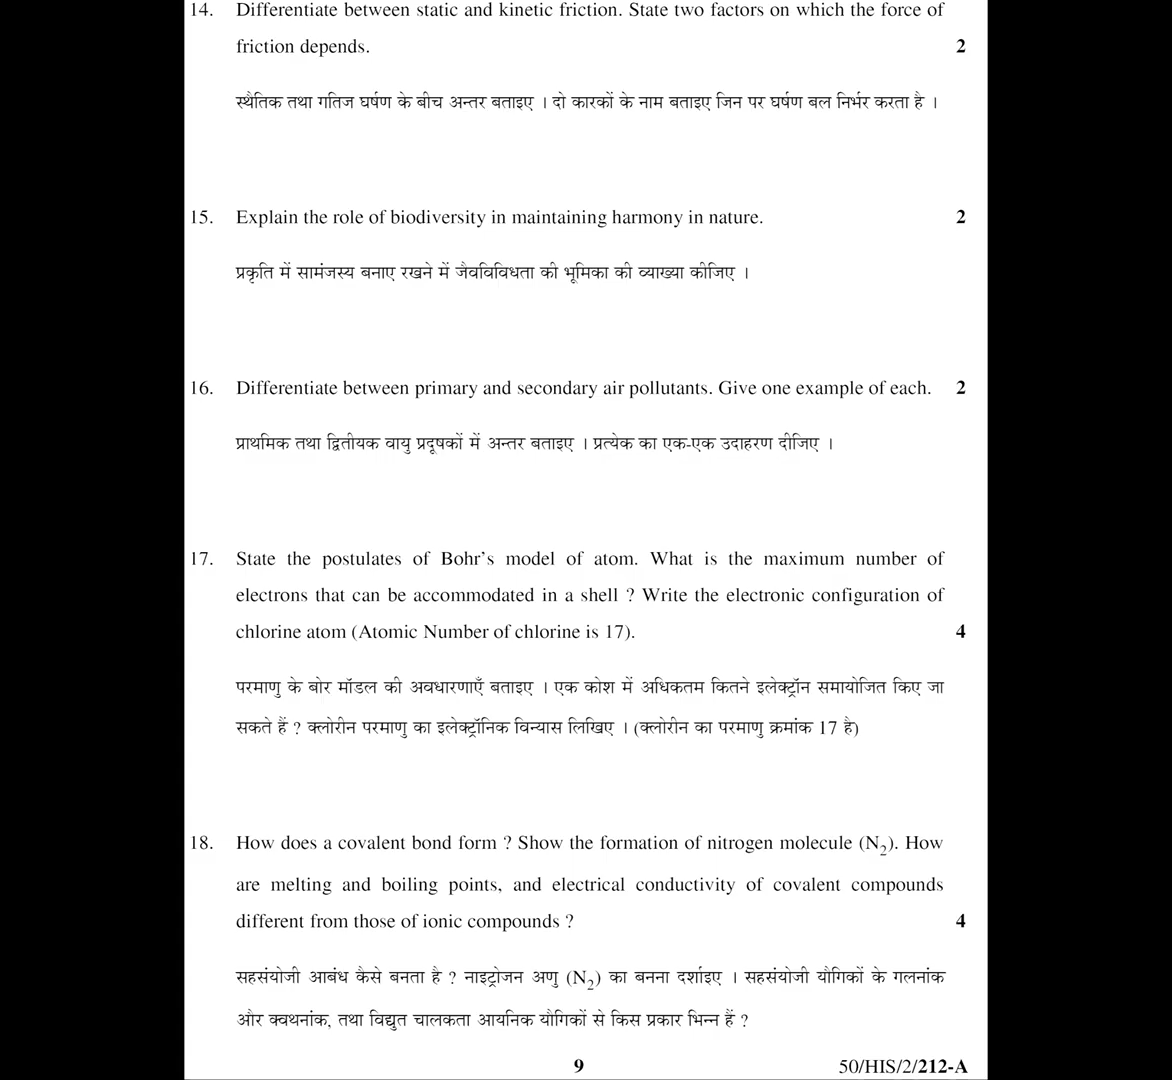 14. Differentiate between static and kinetic friction. State two factors on which the force of
friction depends. 2
स्थैतिक तथा गतिज घर्षण के बीच अन्तर बताइए । दो कारकों के नाम बताइए जिन पर घर्षण बल निर्भर करता है ।
15. Explain the role of biodiversity in maintaining harmony in nature. 2
प्रकृति में सामंजस्य बनाए रखने में जैवविविधता की भूमिका की व्याख्या कीजिए ।
16. Differentiate between primary and secondary air pollutants. Give one example of each. 2
प्राथमिक तथा द्वितीयक वायु प्रदूषकों में अन्तर बताइए । प्रत्येक का एक-एक उदाहरण दीजिए ।
17. State the postulates of Bohr’s model of atom. What is the maximum number of
electrons that can be accommodated in a shell ? Write the electronic configuration of
chlorine atom (Atomic Number of chlorine is 17). 4
परमाणु के बोर मॉडल की अवधारणाएँ बताइए । एक कोश में अधिकतम कितने इलेक्ट्रॉन समायोजित किए जा
सकते हैं ? क्लोरीन परमाणु का इलेक्ट्रॉनिक विन्यास लिखिए । (क्लोरीन का परमाणु क्रमांक 17 है)
18. How does a covalent bond form ? Show the formation of nitrogen molecule (N₂). How
are melting and boiling points, and electrical conductivity of covalent compounds
different from those of ionic compounds ? 4
सहसंयोजी आबंध कैसे बनता है ? नाइट्रोजन अणु (N₂) का बनना दर्शाइए । सहसंयोजी यौगिकों के गलनांक
और क्वथनांक, तथा विद्युत चालकता आयनिक यौगिकों से किस प्रकार भिन्न हैं ?
9 50/HIS/2/212-A